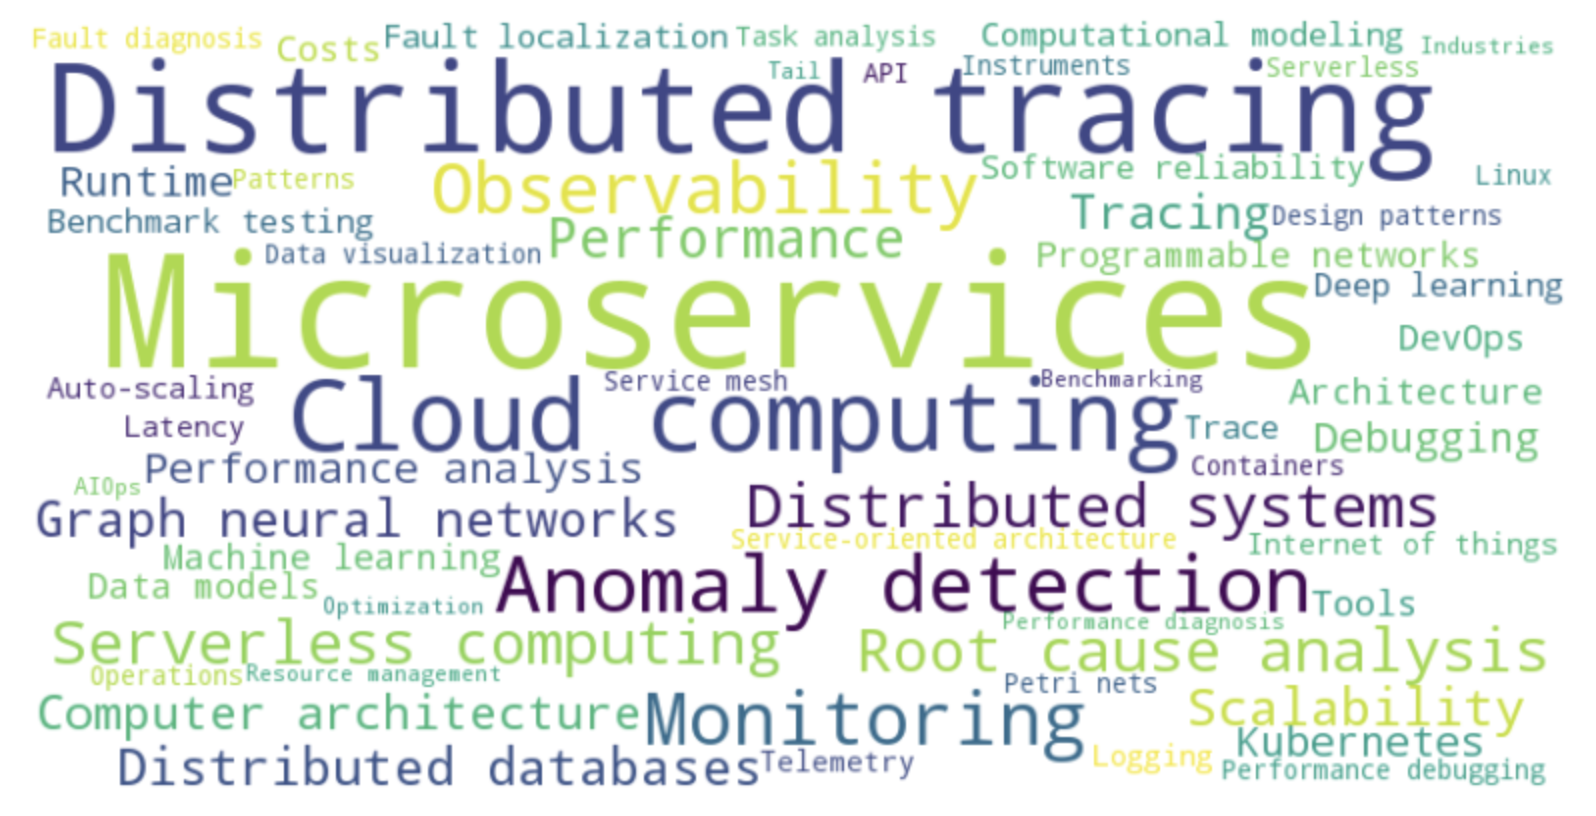 Fault diagnosis
Costs
Fault localization
Task analysis
Computational modeling
Industries
Distributed tracing
Tail
API
Instruments
Serverless
Runtime
Patterns
Observability
Software reliability
Linux
Benchmark testing
Performance
Tracing
Design patterns
Data visualization
Programmable networks
Microservices
Deep learning
DevOps
Auto-scaling
Cloud computing
Service mesh
Benchmarking
Architecture
Latency
Trace
Debugging
Performance analysis
Containers
AIOps
Graph neural networks
Distributed systems
Service-oriented architecture
Internet of things
Machine learning
Anomaly detection
Data models
Optimization
Tools
Serverless computing
Performance diagnosis
Root cause analysis
Operations
Resource management
Petri nets
Computer architecture
Monitoring
Scalability
Kubernetes
Distributed databases
Telemetry
Logging
Performance debugging